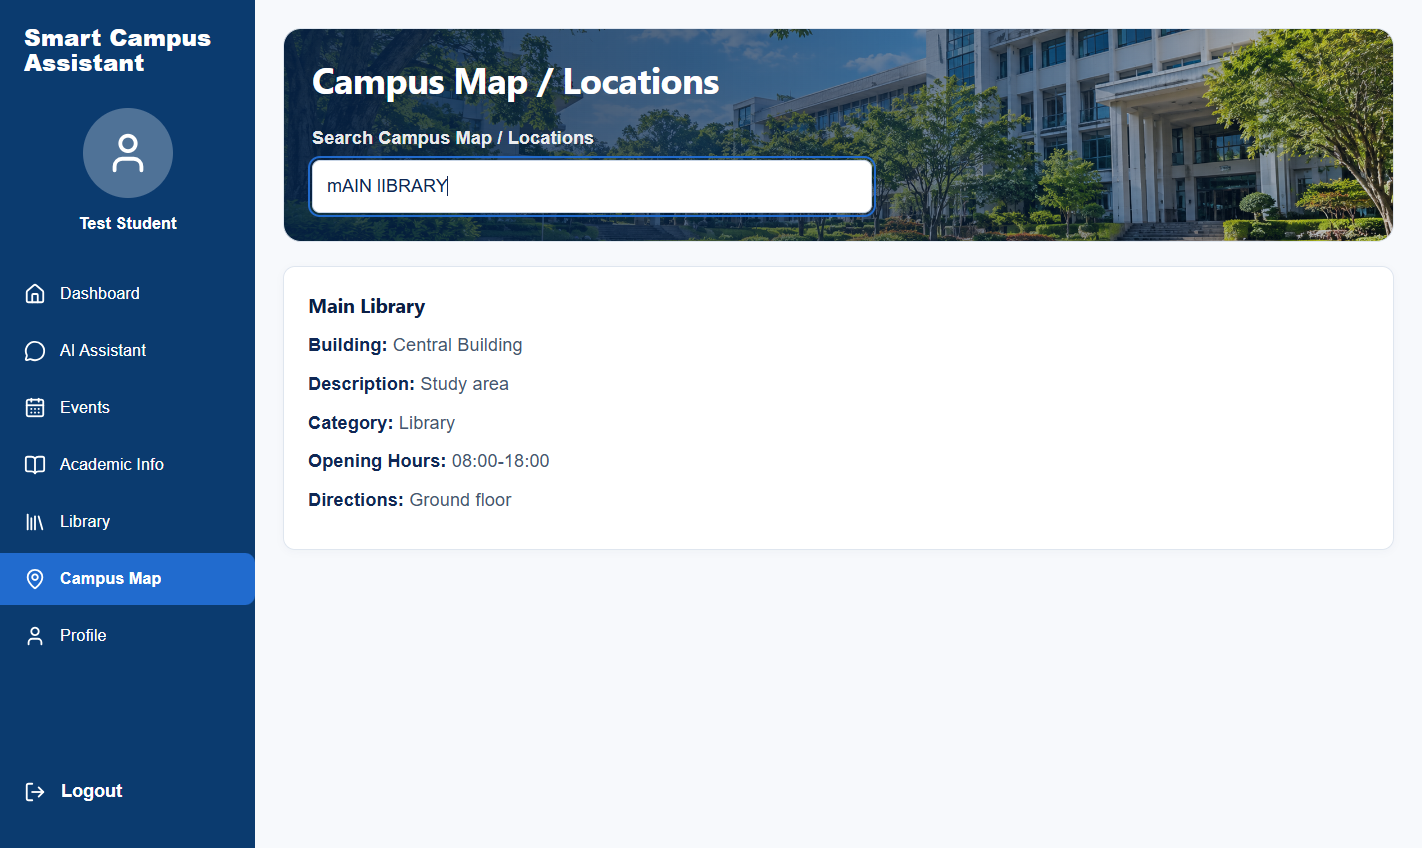 Smart Campus
Assistant
Test Student
Dashboard
AI Assistant
Events
Academic Info
Library
Campus Map
Profile
Logout
Campus Map / Locations
Search Campus Map / Locations
mAIN lIBRARY
Main Library
Building: Central Building
Description: Study area
Category: Library
Opening Hours: 08:00-18:00
Directions: Ground floor